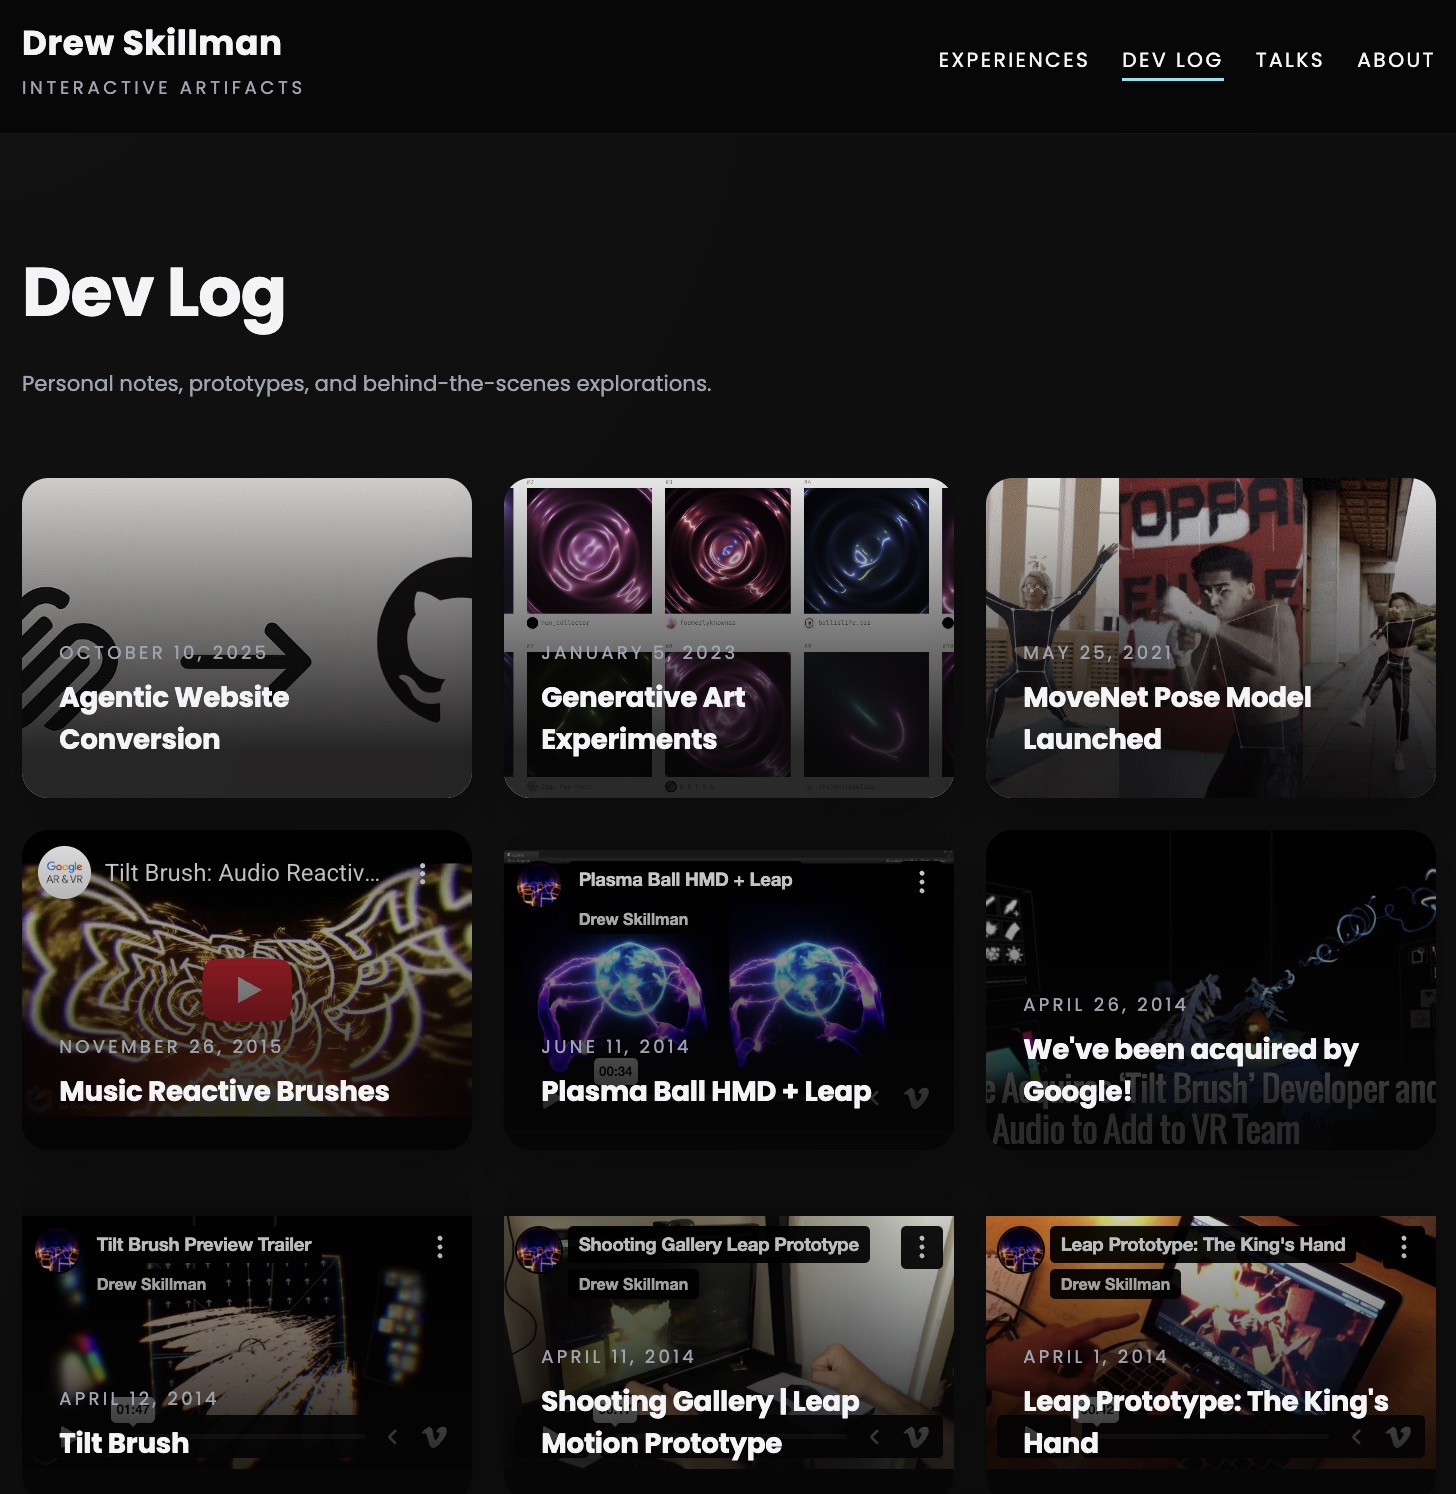 Drew Skillman
INTERACTIVE ARTIFACTS
EXPERIENCES DEV LOG TALKS ABOUT
Dev Log
Personal notes, prototypes, and behind-the-scenes explorations.
OCTOBER 10, 2025
Agentic Website
Conversion
hen_collector
formerlyknownas
ballislife.tez
JANUARY 5, 2023
Generative Art
Experiments
TOPFA
MAY 25, 2021
MoveNet Pose Model
Launched
Google
AR & VR
Tilt Brush: Audio Reactiv...
NOVEMBER 26, 2015
Music Reactive Brushes
Plasma Ball HMD + Leap
Drew Skillman
JUNE 11, 2014
00:34
Plasma Ball HMD + Leap
APRIL 26, 2014
We've been acquired by
Google!
'Tilt Brush' Developer and
Audio to Add to VR Team
Tilt Brush Preview Trailer
Drew Skillman
APRIL 12, 2014
01:47
Tilt Brush
Shooting Gallery Leap Prototype
Drew Skillman
APRIL 11, 2014
Shooting Gallery | Leap
Motion Prototype
Leap Prototype: The King's Hand
Drew Skillman
APRIL 1, 2014
Leap Prototype: The King's
Hand